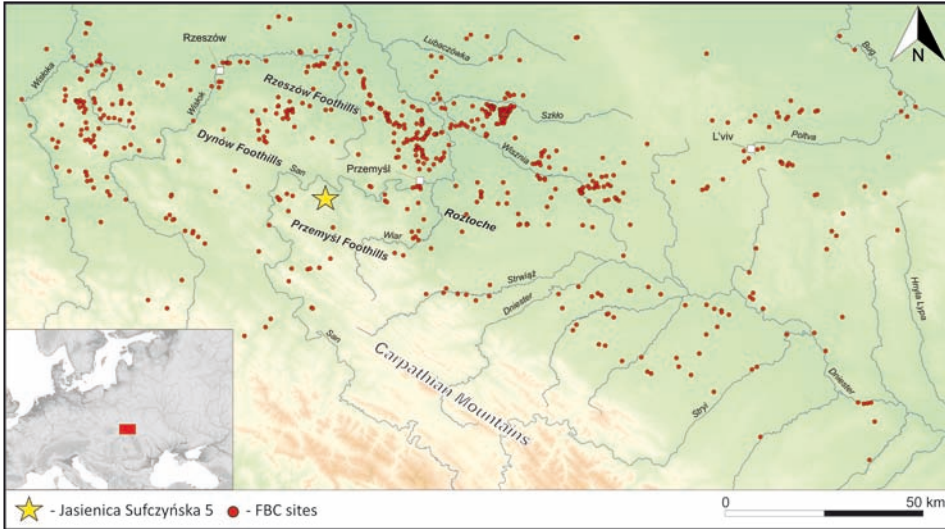 Rzeszów
Lubaczówka
Bug
N
Wisłoka
Wisłok
Rzeszów Foothills
Szkło
L'viv
Połtva
Dynów Foothills
San
Przemyśl
Wisznia
Roztoche
Przemyśl Foothills
Wiar
Strwiąż
Dniester
Hnyła Lypa
San
Carpathian Mountains
Stryi
Dniester
- Jasienica Sufczyńska 5
- FBC sites
0 50 km